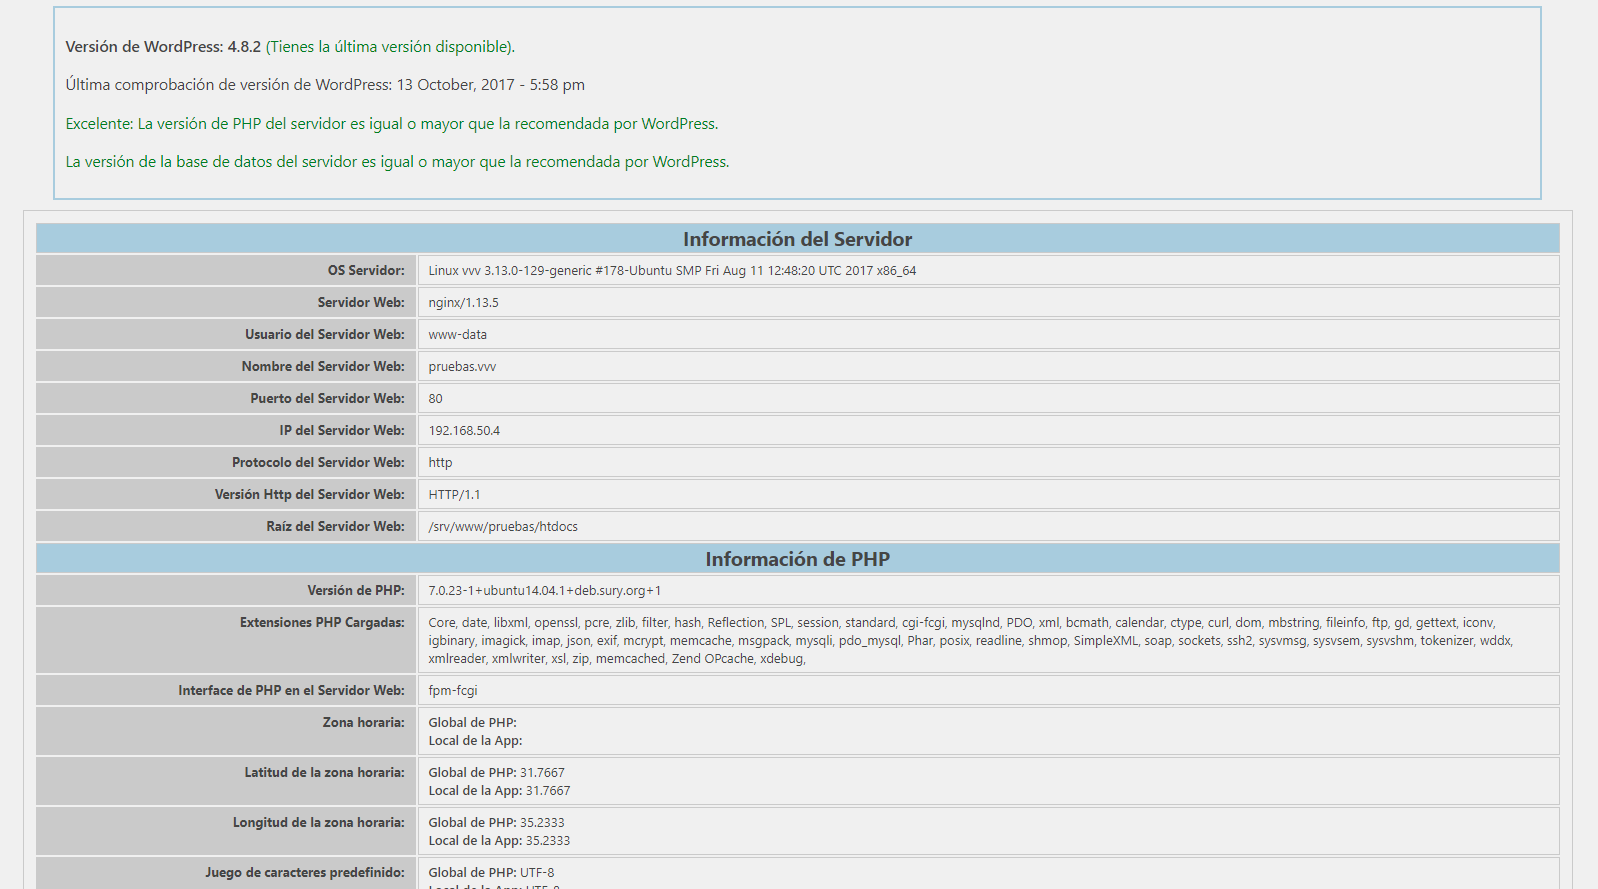 Versión de WordPress: 4.8.2 (Tienes la última versión disponible).
Última comprobación de versión de WordPress: 13 October, 2017 - 5:58 pm
Excelente: La versión de PHP del servidor es igual o mayor que la recomendada por WordPress.
La versión de la base de datos del servidor es igual o mayor que la recomendada por WordPress.
Información del Servidor
OS Servidor: Linux vvv 3.13.0-129-generic #178-Ubuntu SMP Fri Aug 11 12:48:20 UTC 2017 x86_64
Servidor Web: nginx/1.13.5
Usuario del Servidor Web: www-data
Nombre del Servidor Web: pruebas.vvv
Puerto del Servidor Web: 80
IP del Servidor Web: 192.168.50.4
Protocolo del Servidor Web: http
Versión Http del Servidor Web: HTTP/1.1
Raíz del Servidor Web: /srv/www/pruebas/htdocs
Información de PHP
Versión de PHP: 7.0.23-1+ubuntu14.04.1+deb.sury.org+1
Extensiones PHP Cargadas: Core, date, libxml, openssl, pcre, zlib, filter, hash, Reflection, SPL, session, standard, cgi-fcgi, mysqlnd, PDO, xml, bcmath, calendar, ctype, curl, dom, mbstring, fileinfo, ftp, gd, gettext, iconv,
igbinary, imagick, imap, json, exif, mcrypt, memcache, msgpack, mysqli, pdo_mysql, Phar, posix, readline, shmop, SimpleXML, soap, sockets, ssh2, sysvmsg, sysvsem, sysvshm, tokenizer, wddx,
xmlreader, xmlwriter, xsl, zip, memcached, Zend OPcache, xdebug,
Interface de PHP en el Servidor Web: fpm-fcgi
Zona horaria: Global de PHP:
Local de la App:
Latitud de la zona horaria: Global de PHP: 31.7667
Local de la App: 31.7667
Longitud de la zona horaria: Global de PHP: 35.2333
Local de la App: 35.2333
Juego de caracteres predefinido: Global de PHP: UTF-8
Local de la App: UTF-8